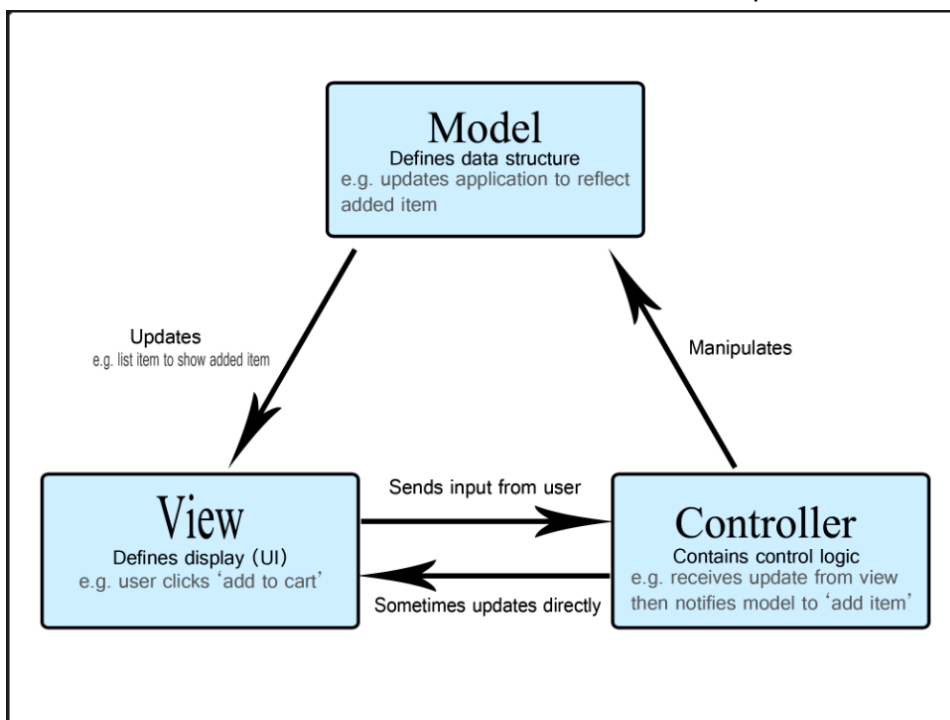 Model
Defines data structure
e.g. updates application to reflect
added item
Updates
e.g. list item to show added item
Manipulates
Sends input from user
View
Defines display (UI)
e.g. user clicks ‘add to cart’
Sometimes updates directly
Controller
Contains control logic
e.g. receives update from view
then notifies model to ‘add item’